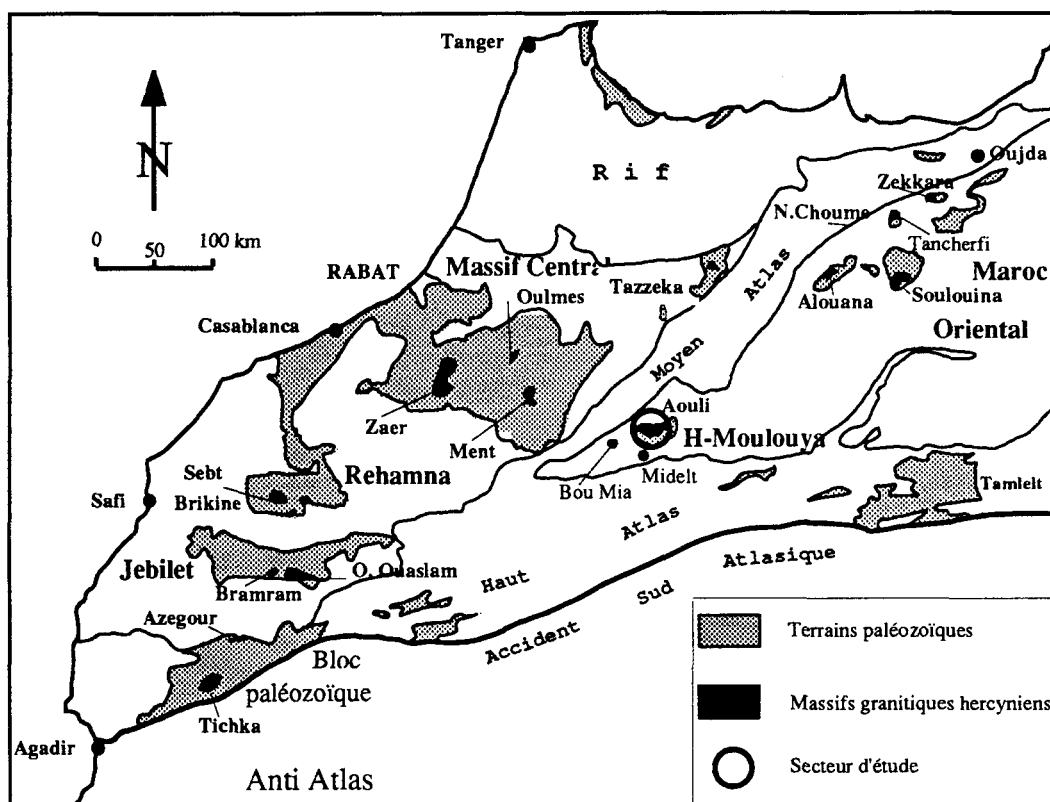 Tanger
N
R i f
Oujda
Zekkara
N.Choume
Tancherfi
0 50 100 km
RABAT
Massif Centra
Oulmes
Tazzeka
Atlas
Maroc
Alouana
Soulouina
Casablanca
Oriental
Moyen
Zaer
Ment
Aouli
H-Moulouya
Midelt
Bou Mia
Sebt
Brikine
Rehamna
Safi
Tamlelt
Atlas
Jebilet
O. Ouaslam
Bramram
Haut
Atlasique
Sud
Accident
Azegour
Bloc
paléozoïque
Tichka
Agadir
Anti Atlas
Terrains paléozoïques
Massifs granitiques hercyniens
Secteur d'étude